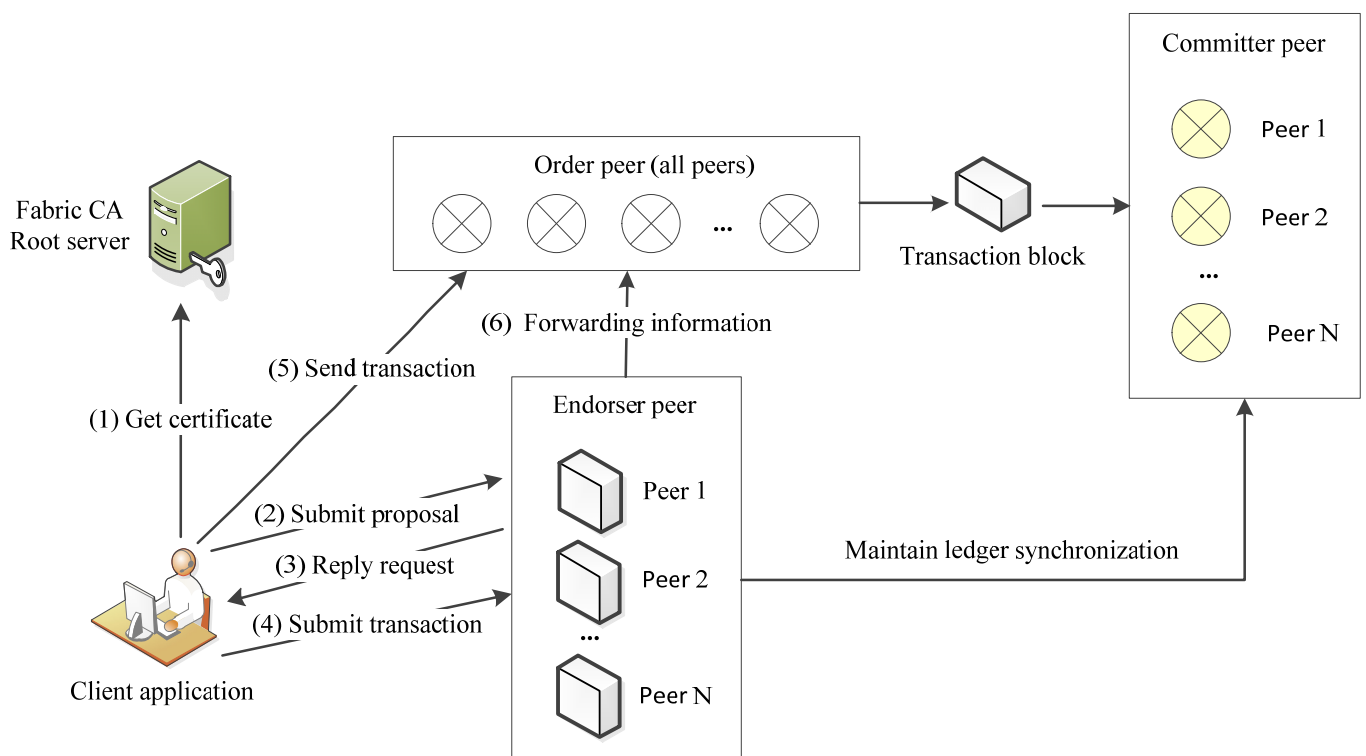 Committer peer
Peer 1
Peer 2
...
Peer N
Order peer (all peers)
...
Transaction block
Fabric CA
Root server
(6) Forwarding information
(5) Send transaction
(1) Get certificate
Endorser peer
Peer 1
Peer 2
...
Peer N
(2) Submit proposal
(3) Reply request
(4) Submit transaction
Maintain ledger synchronization
Client application